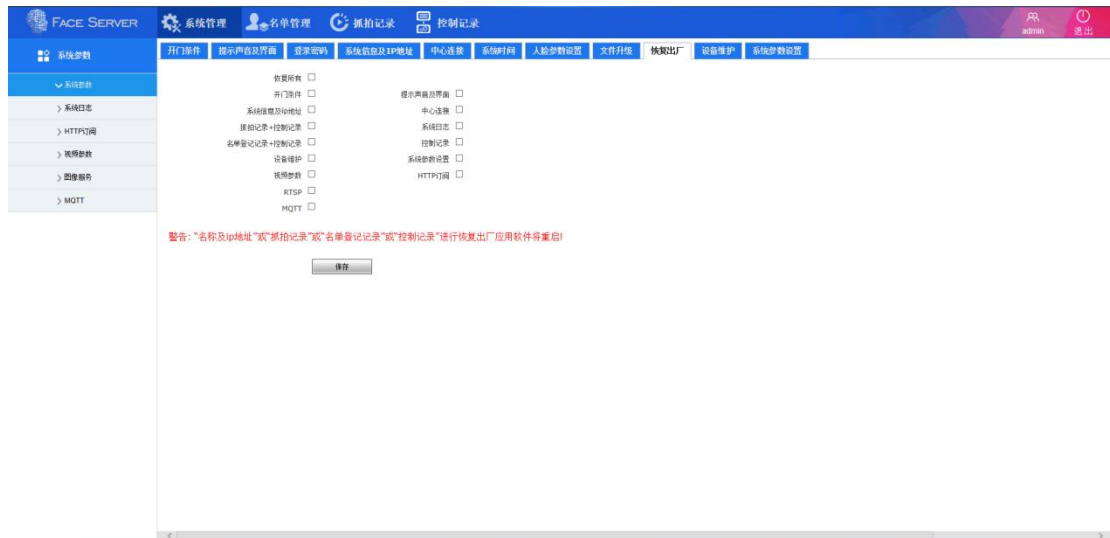 FACE SERVER 系统管理 名单管理 抓拍记录 控制记录 admin 退出
系统参数 开门条件 提示声音及界面 登录密码 系统信息及IP地址 中心连接 系统时间 人脸参数设置 文件升级 恢复出厂 设备维护 系统参数设置
系统参数
系统日志
HTTP订阅
视频参数
图像服务
MQTT
恢复所有
开门条件 提示声音及界面
系统信息及ip地址 中心连接
抓拍记录+控制记录 系统日志
名单登记记录+控制记录 控制记录
设备维护 系统参数设置
视频参数 HTTP订阅
RTSP
MQTT
警告:"名称及ip地址"或"抓拍记录"或"名单登记记录"或"控制记录"进行恢复出厂应用软件将重启!
保存